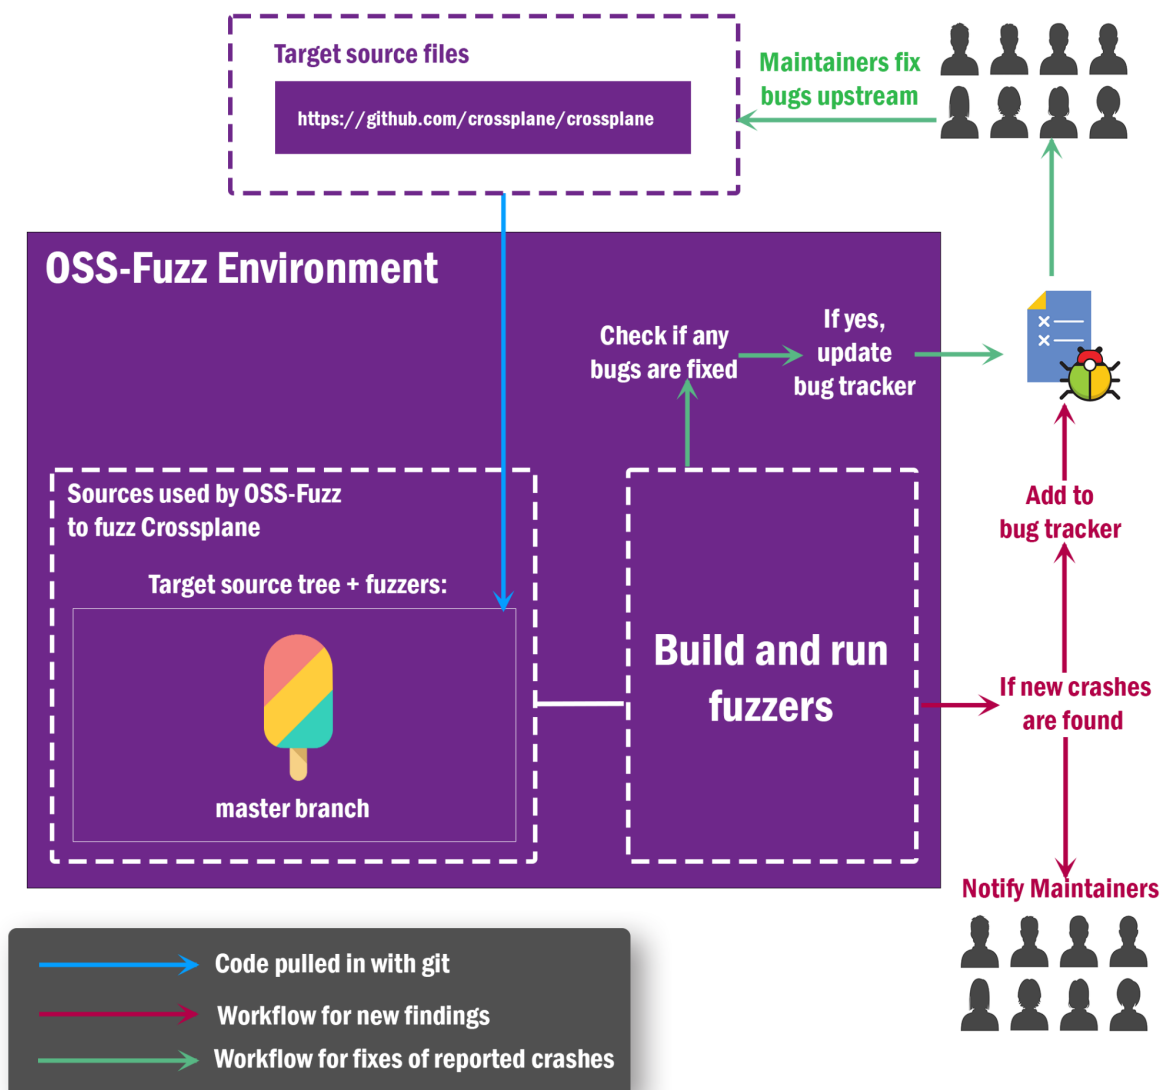 Target source files
https://github.com/crossplane/crossplane
Maintainers fix
bugs upstream
OSS-Fuzz Environment
Check if any
bugs are fixed
If yes,
update
bug tracker
Sources used by OSS-Fuzz
to fuzz Crossplane
Target source tree + fuzzers:
master branch
Build and run
fuzzers
Add to
bug tracker
If new crashes
are found
Notify Maintainers
Code pulled in with git
Workflow for new findings
Workflow for fixes of reported crashes